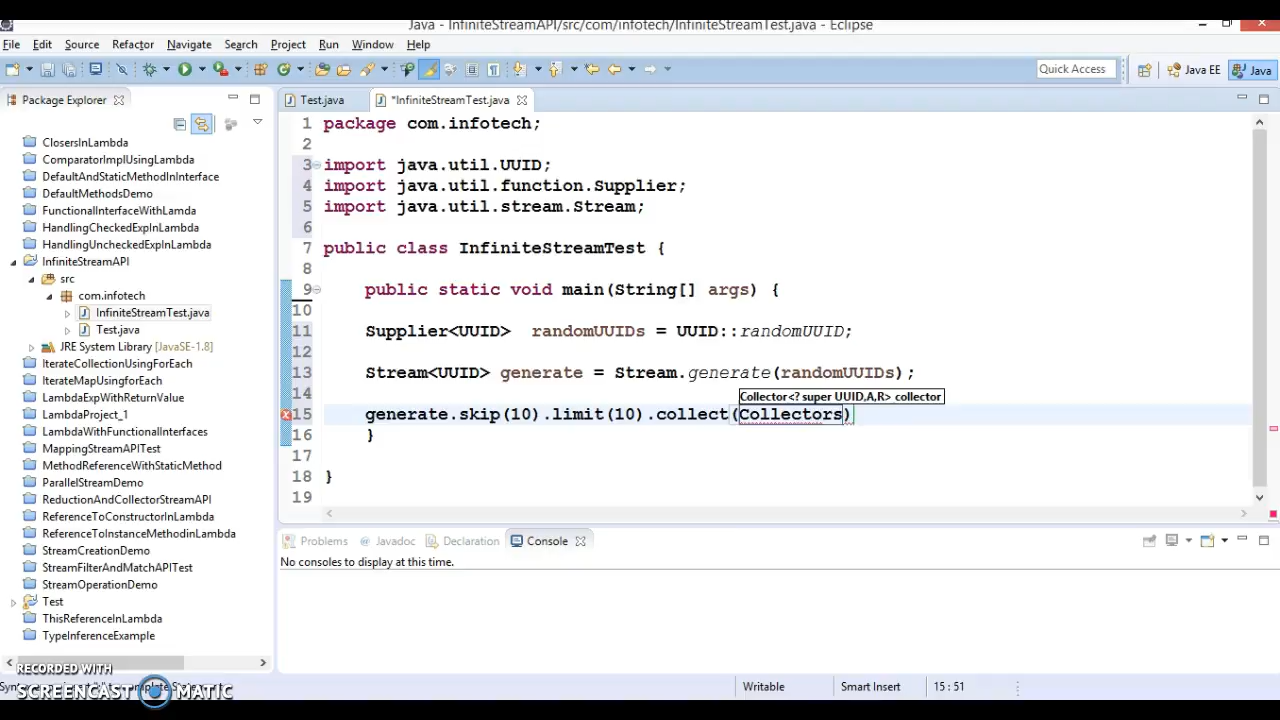 Java - InfiniteStreamAPI/src/com/infotech/InfiniteStreamTest.java - Eclipse
File Edit Source Refactor Navigate Search Project Run Window Help
Quick Access
Java EE
Java
Package Explorer
Test.java
*InfiniteStreamTest.java
ClosersInLambda
ComparatorImplUsingLambda
DefaultAndStaticMethodInInterface
DefaultMethodsDemo
FunctionalInterfaceWithLamda
HandlingCheckedExpInLambda
HandlingUncheckedExpInLambda
InfiniteStreamAPI
src
com.infotech
InfiniteStreamTest.java
Test.java
JRE System Library [JavaSE-1.8]
IterateCollectionUsingForEach
IterateMapUsingforEach
LambdaExpWithReturnValue
LambdaProject_1
LambdaWithFunctionalInterfaces
MappingStreamAPITest
MethodReferenceWithStaticMethod
ParallelStreamDemo
ReductionAndCollectorStreamAPI
ReferenceToConstructorInLambda
ReferenceToInstanceMethodinLambda
StreamCreationDemo
StreamFilterAndMatchAPITest
StreamOperationDemo
Test
ThisReferenceInLambda
TypeInferenceExample
1 package com.infotech;
2
3 import java.util.UUID;
4 import java.util.function.Supplier;
5 import java.util.stream.Stream;
6
7 public class InfiniteStreamTest {
8
9 public static void main(String[] args) {
10
11 Supplier<UUID> randomUUIDs = UUID::randomUUID;
12
13 Stream<UUID> generate = Stream.generate(randomUUIDs);
14
Collector<? super UUID,A,R> collector
15 generate.skip(10).limit(10).collect(Collectors)
16 }
17
18 }
19
Problems
Javadoc
Declaration
Console
No consoles to display at this time.
RECORDED WITH
SCREENCAST MATIC
Writable
Smart Insert
15 : 51